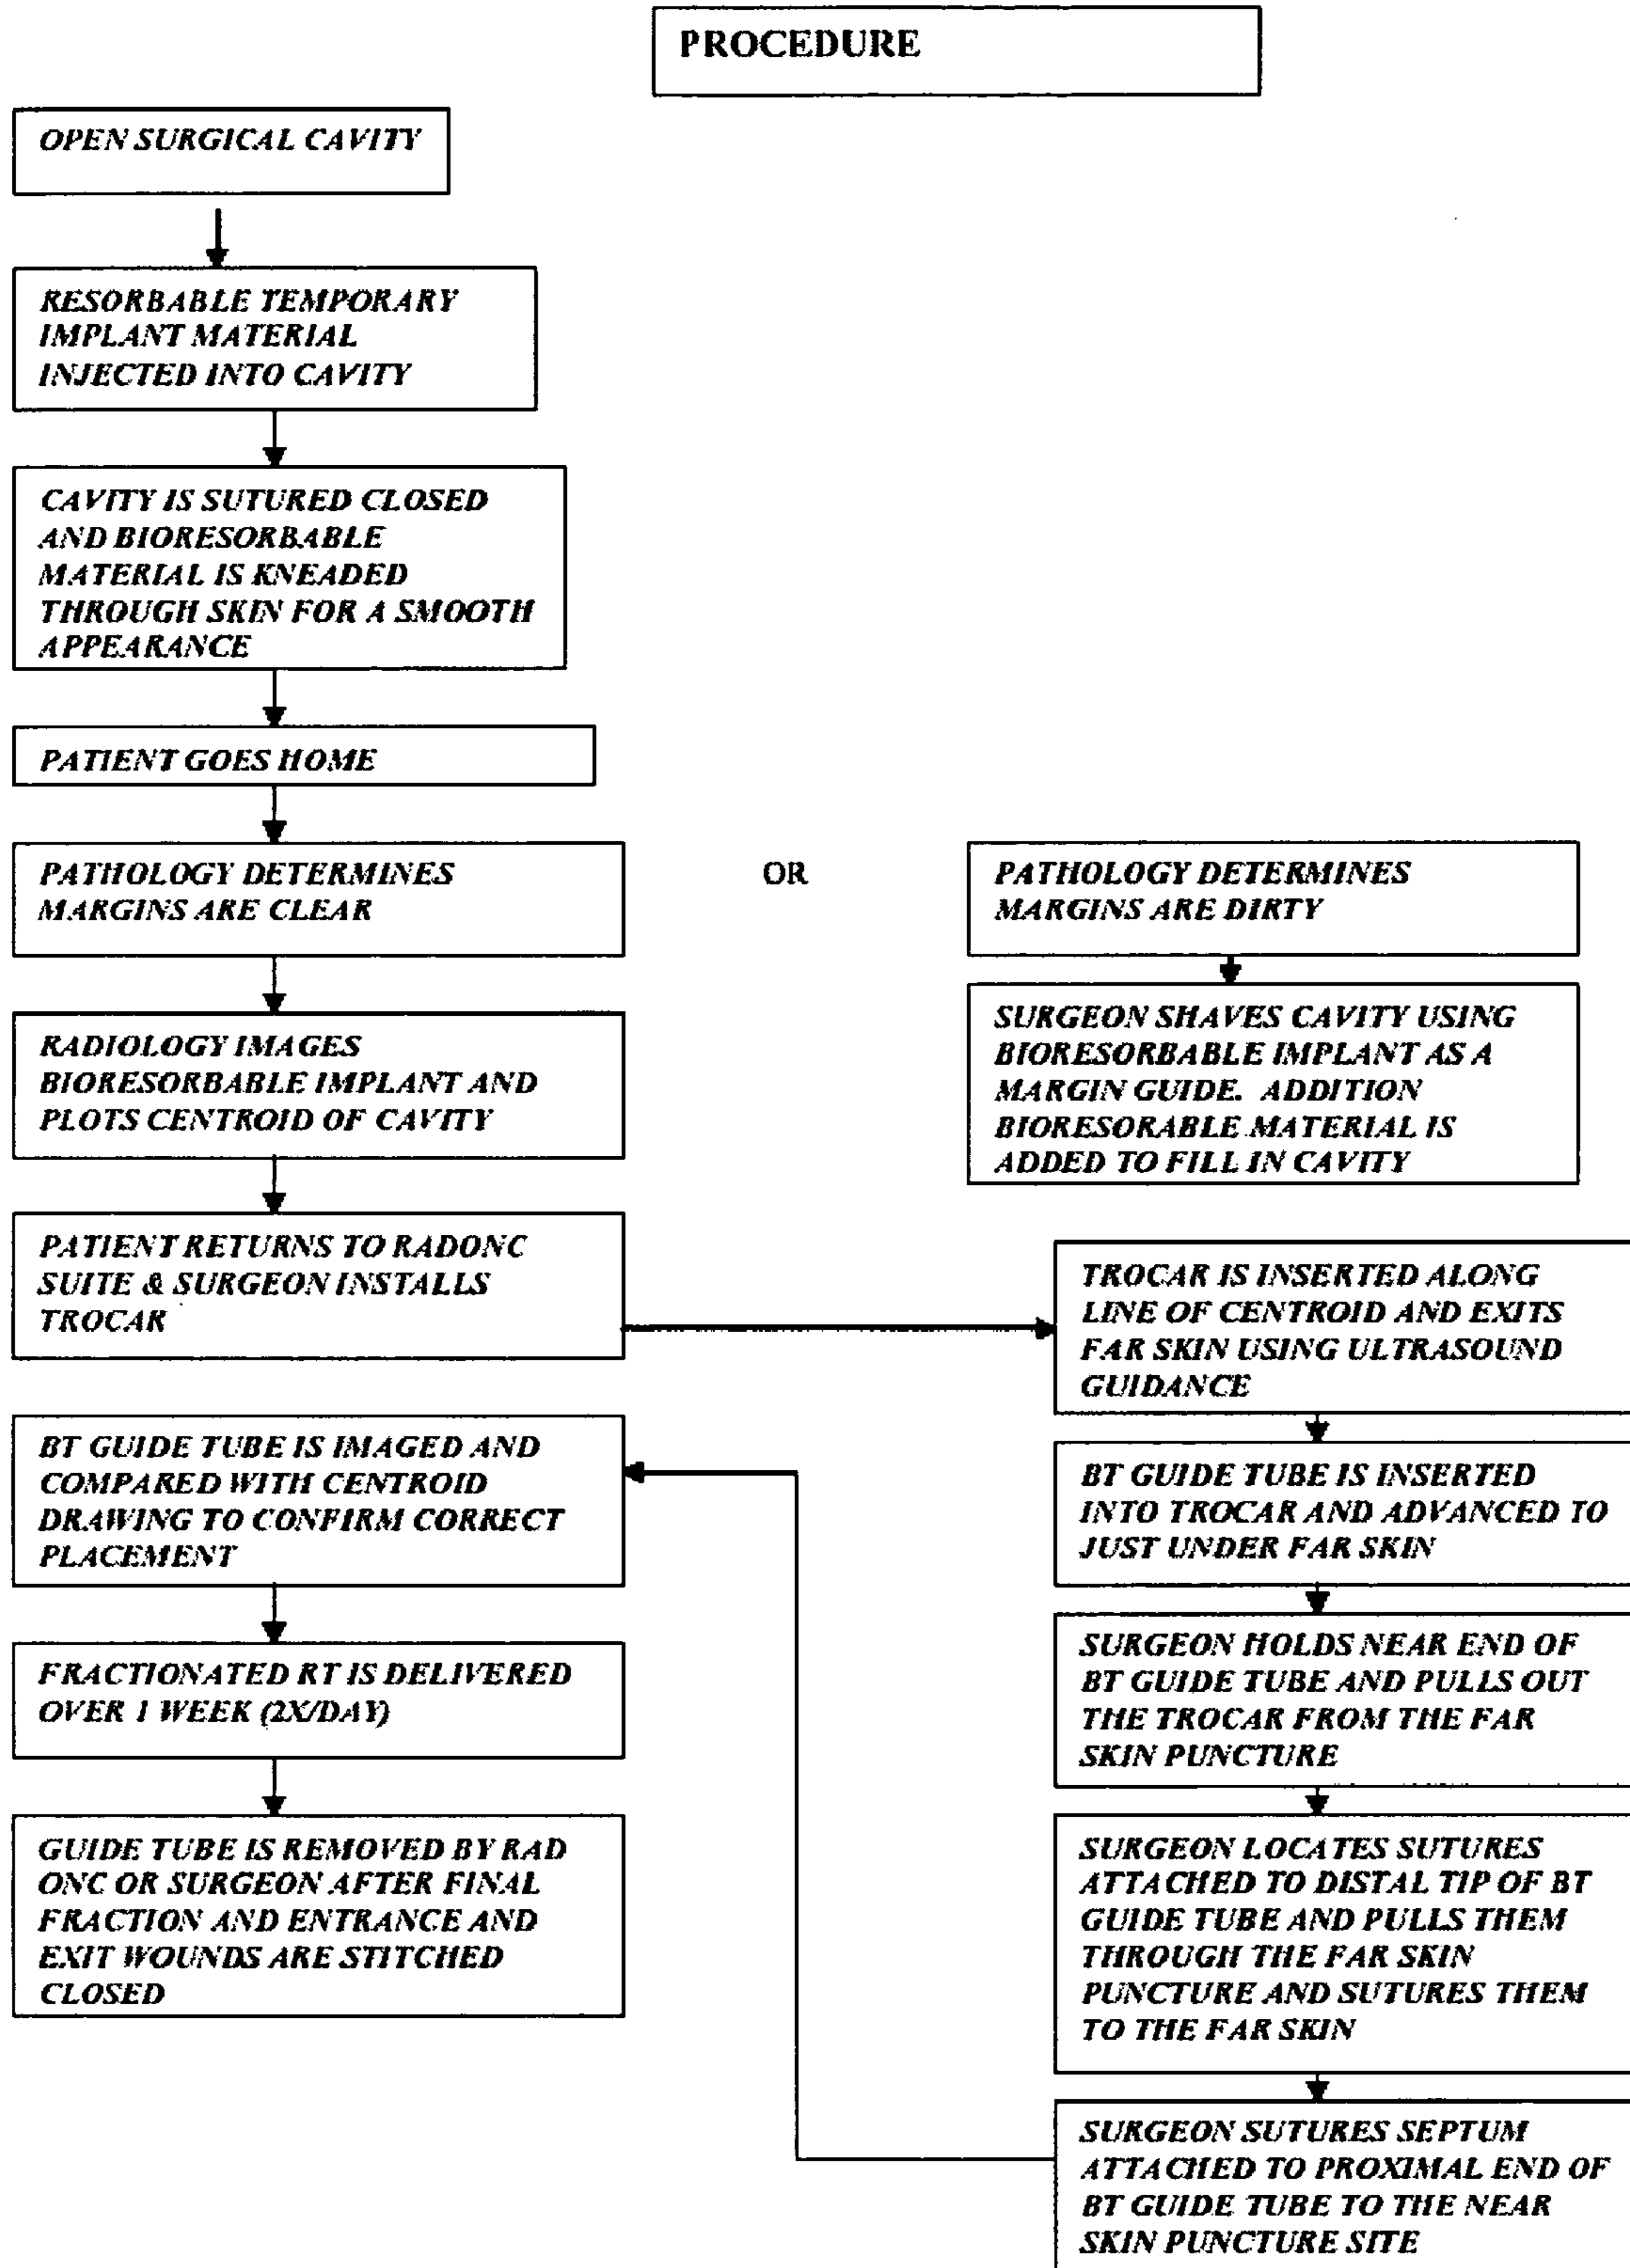 PROCEDURE
OPEN SURGICAL CAVITY
RESORBABLE TEMPORARY
IMPLANT MATERIAL
INJECTED INTO CAVITY
CAVITY IS SUTURED CLOSED
AND BIORESORBABLE
MATERIAL IS KNEADED
THROUGH SKIN FOR A SMOOTH
APPEARANCE
PATIENT GOES HOME
PATHOLOGY DETERMINES
MARGINS ARE CLEAR
OR
PATHOLOGY DETERMINES
MARGINS ARE DIRTY
SURGEON SHAVES CAVITY USING
BIORESORBABLE IMPLANT AS A
MARGIN GUIDE. ADDITION
BIORESORABLE MATERIAL IS
ADDED TO FILL IN CAVITY
RADIOLOGY IMAGES
BIORESORBABLE IMPLANT AND
PLOTS CENTROID OF CAVITY
PATIENT RETURNS TO RADONC
SUITE & SURGEON INSTALLS
TROCAR
TROCAR IS INSERTED ALONG
LINE OF CENTROID AND EXITS
FAR SKIN USING ULTRASOUND
GUIDANCE
BT GUIDE TUBE IS INSERTED
INTO TROCAR AND ADVANCED TO
JUST UNDER FAR SKIN
SURGEON HOLDS NEAR END OF
BT GUIDE TUBE AND PULLS OUT
THE TROCAR FROM THE FAR
SKIN PUNCTURE
SURGEON LOCATES SUTURES
ATTACHED TO DISTAL TIP OF BT
GUIDE TUBE AND PULLS THEM
THROUGH THE FAR SKIN
PUNCTURE AND SUTURES THEM
TO THE FAR SKIN
SURGEON SUTURES SEPTUM
ATTACHED TO PROXIMAL END OF
BT GUIDE TUBE TO THE NEAR
SKIN PUNCTURE SITE
BT GUIDE TUBE IS IMAGED AND
COMPARED WITH CENTROID
DRAWING TO CONFIRM CORRECT
PLACEMENT
FRACTIONATED RT IS DELIVERED
OVER 1 WEEK (2X/DAY)
GUIDE TUBE IS REMOVED BY RAD
ONC OR SURGEON AFTER FINAL
FRACTION AND ENTRANCE AND
EXIT WOUNDS ARE STITCHED
CLOSED